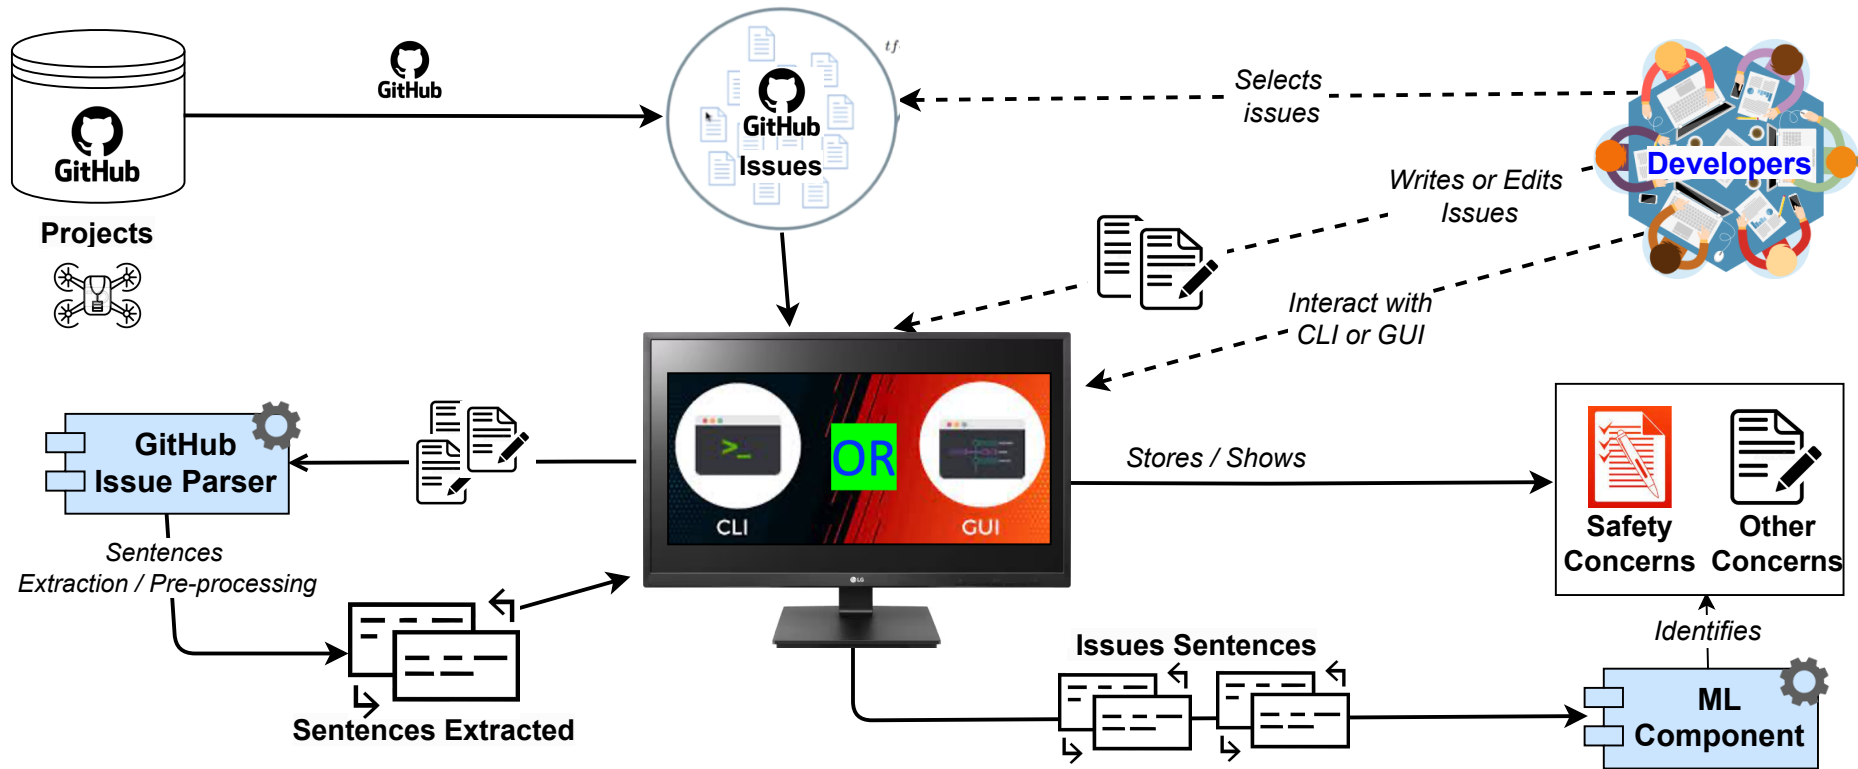 GitHub
Projects
GitHub
tf
GitHub
Issues
Selects
issues
Developers
Writes or Edits
Issues
Interact with
CLI or GUI
GitHub
Issue Parser
>_
OR
CLI
GUI
LG
Stores / Shows
Safety
Concerns
Other
Concerns
Sentences
Extraction / Pre-processing
Sentences Extracted
Issues Sentences
Identifies
ML
Component